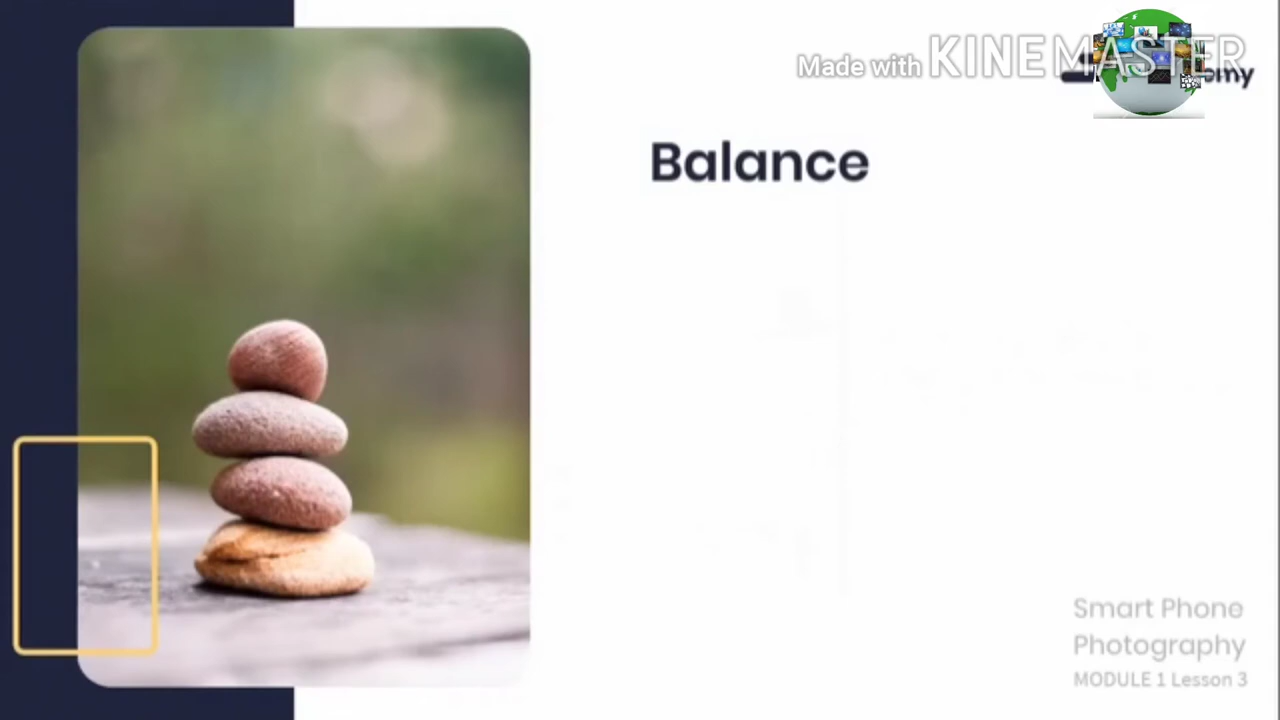 Made with KINEMASTER
Balance
Smart Phone
Photography
MODULE 1 Lesson 3